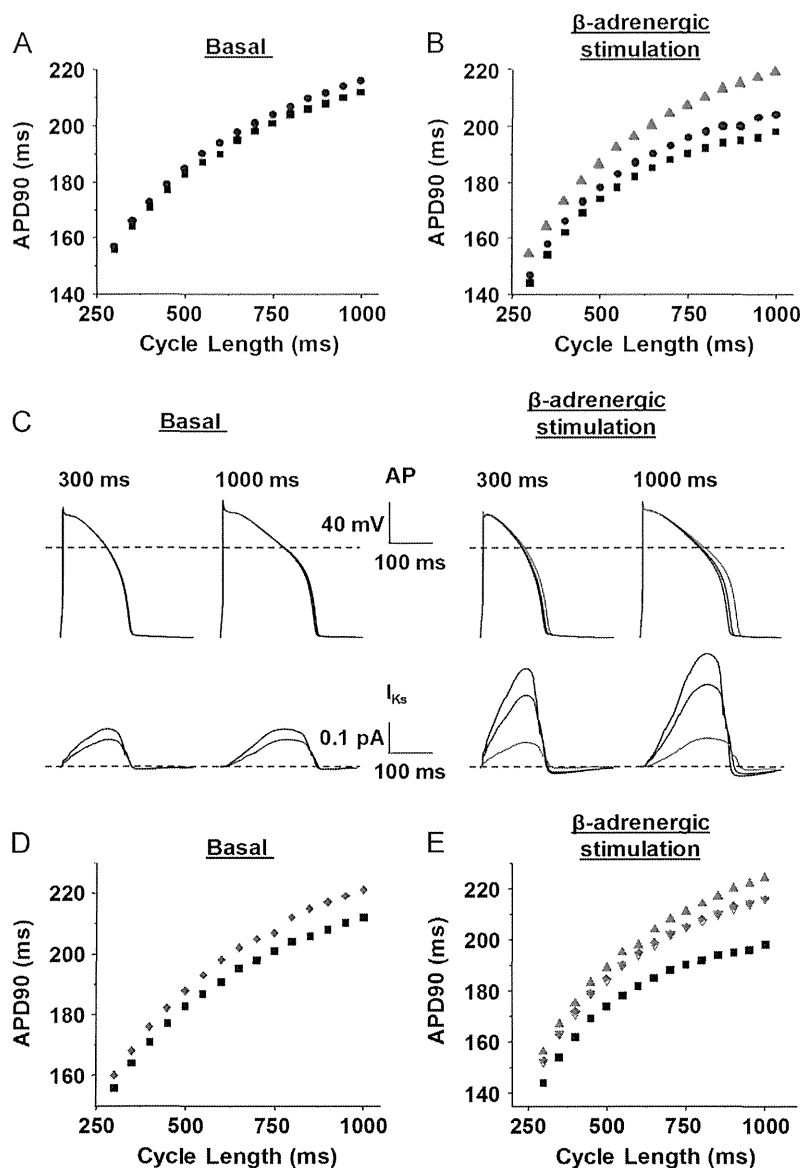 A
Basal
APD90 (ms)
220
200
180
160
140
250 500 750 1000
Cycle Length (ms)
B
β-adrenergic
stimulation
APD90 (ms)
220
200
180
160
140
250 500 750 1000
Cycle Length (ms)
C
Basal
β-adrenergic
stimulation
300 ms 1000 ms AP 300 ms 1000 ms
40 mV
100 ms
IKs
0.1 pA
100 ms
D
Basal
APD90 (ms)
220
200
180
160
250 500 750 1000
Cycle Length (ms)
E
β-adrenergic
stimulation
APD90 (ms)
220
200
180
160
140
250 500 750 1000
Cycle Length (ms)